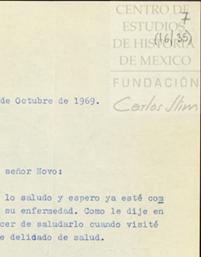 CENTRO DE
ESTUDIOS
DE HISTORIA
DE MEXICO
FUNDACIÓN
Carlos Slim
7
(16/35)
de Octubre de 1969.
señor Novo:
lo saludo y espero ya esté com
su enfermedad. Como le dije en
cer de saludarlo cuando visité
e delidado de salud.